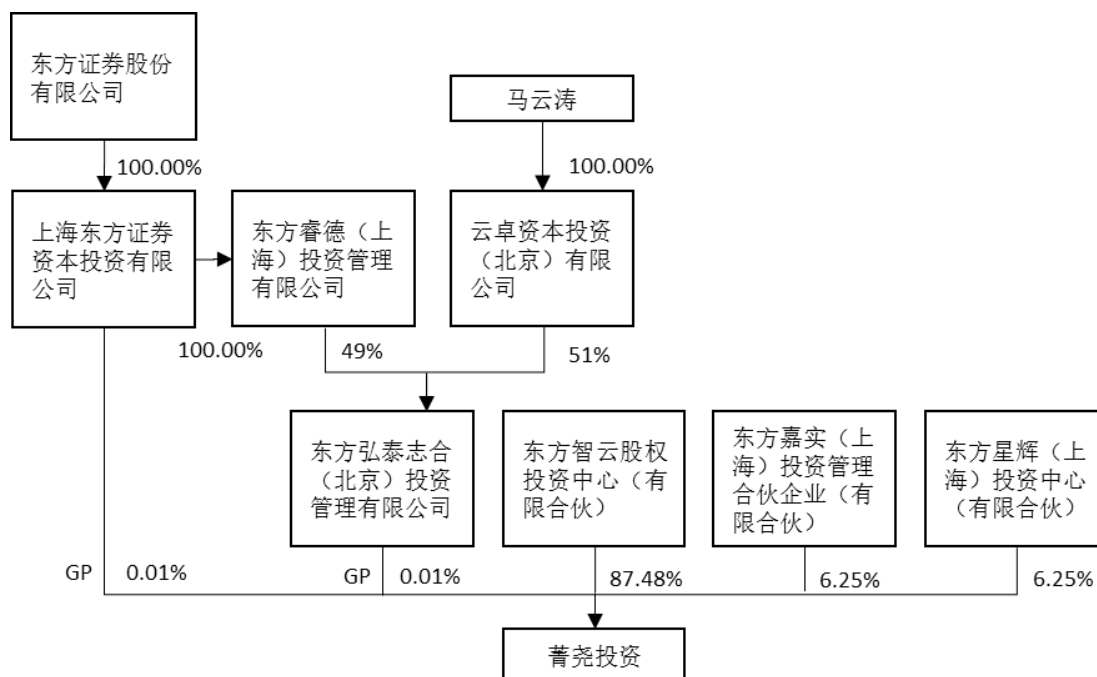 东方证券股份
有限公司
马云涛
100.00%
100.00%
上海东方证券
资本投资有限
公司
东方睿德（上
海）投资管理
有限公司
云卓资本投资
（北京）有限
公司
100.00%
49%
51%
东方弘泰志合
（北京）投资
管理有限公司
东方智云股权
投资中心（有
限合伙）
东方嘉实（上
海）投资管理
合伙企业（有
限合伙）
东方星辉（上
海）投资中心
（有限合伙）
GP
0.01%
GP
0.01%
87.48%
6.25%
6.25%
菁尧投资